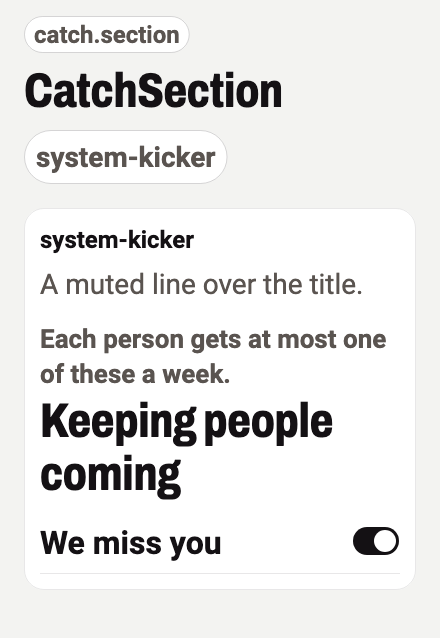 catch.section
CatchSection
system-kicker
system-kicker
A muted line over the title.
Each person gets at most one
of these a week.
Keeping people
coming
We miss you